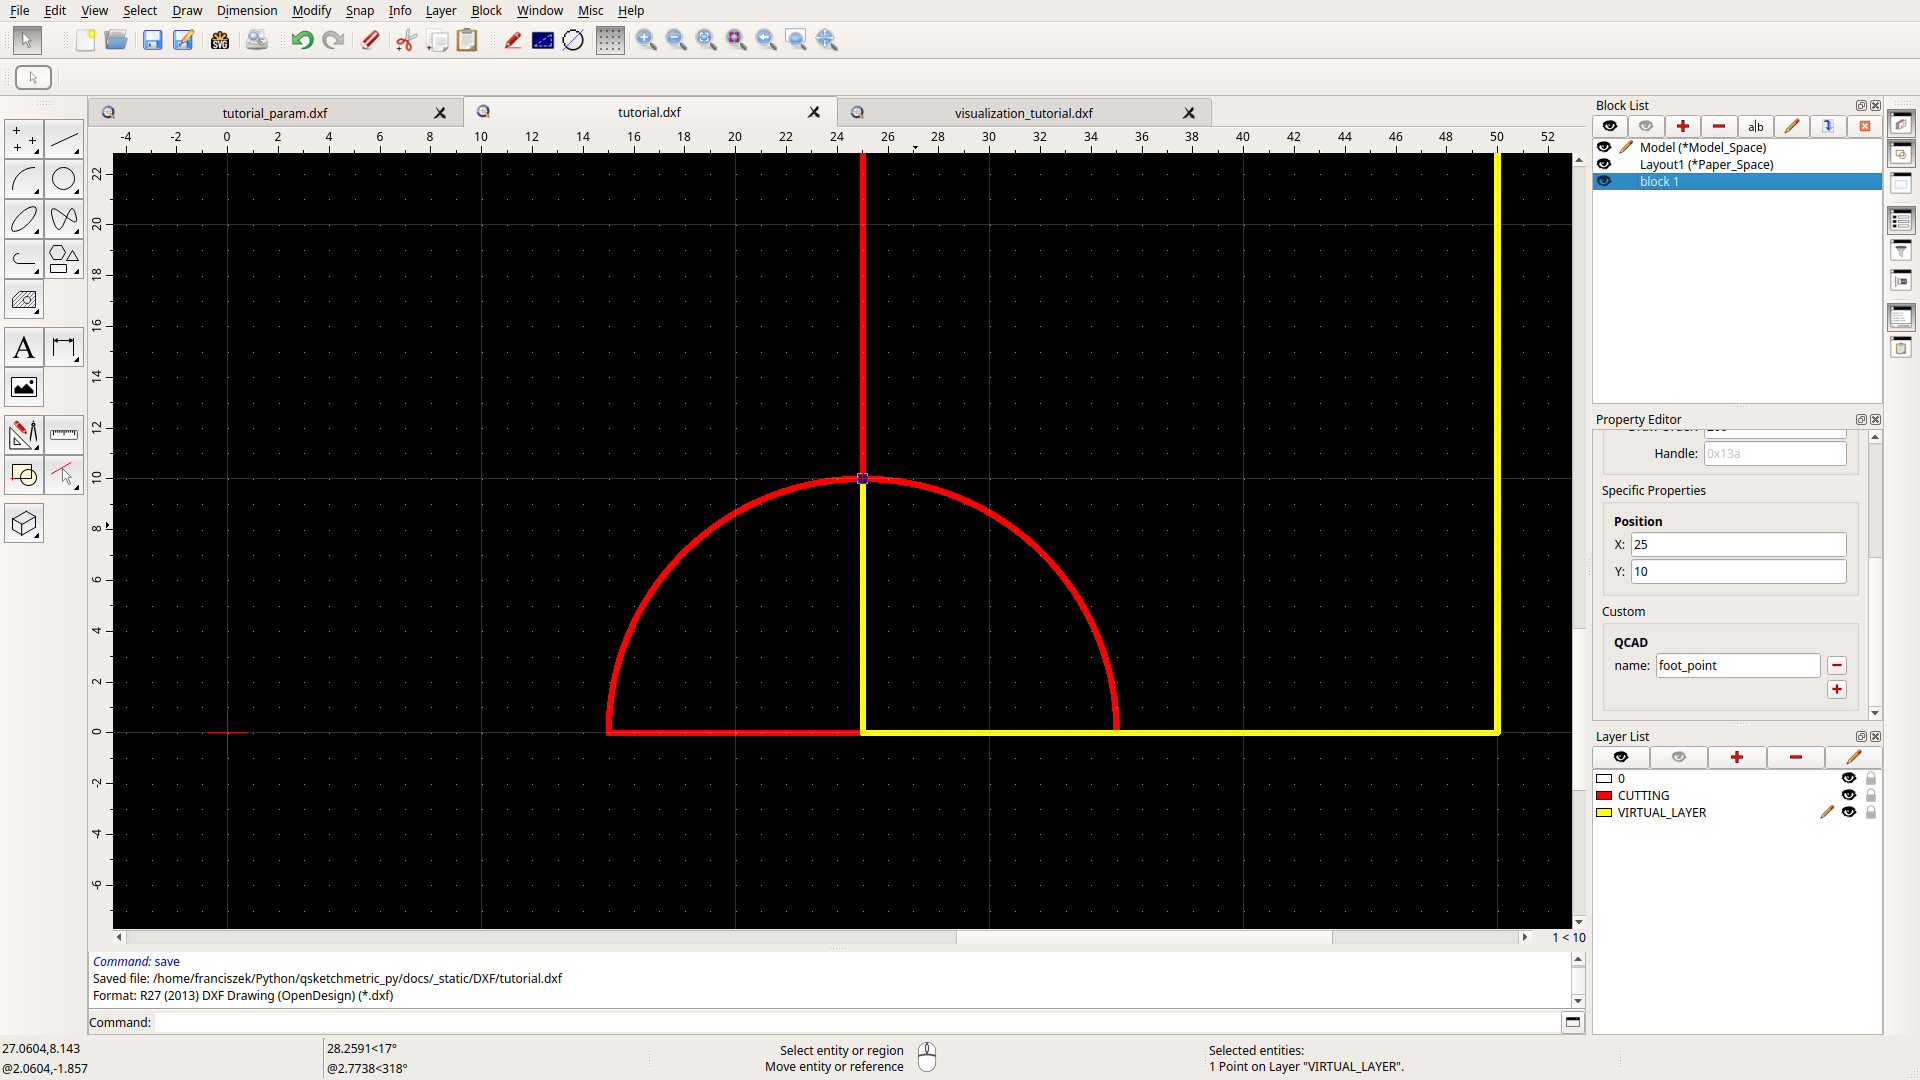 File Edit View Select Draw Dimension Modify Snap Info Layer Block Window Misc Help
SVG
tutorial_param.dxf tutorial.dxf visualization_tutorial.dxf
-4 -2 0 2 4 6 8 10 12 14 16 18 20 22 24 26 28 30 32 34 36 38 40 42 44 46 48 50 52
22
20
18
16
14
12
10
8
6
4
2
0
-2
-4
-6
A
1 < 10
Command: save
Saved file: /home/franciszek/Python/qsketchmetric_py/docs/_static/DXF/tutorial.dxf
Format: R27 (2013) DXF Drawing (OpenDesign) (*.dxf)
Command:
Block List
a|b
Model (*Model_Space)
Layout1 (*Paper_Space)
block 1
Property Editor
Handle: 0x13a
Specific Properties
Position
X: 25
Y: 10
Custom
QCAD
name: foot_point
Layer List
0
CUTTING
VIRTUAL_LAYER
27.0604,8.143
@2.0604,-1.857
28.2591<17°
@2.7738<318°
Select entity or region
Move entity or reference
Selected entities:
1 Point on Layer "VIRTUAL_LAYER".